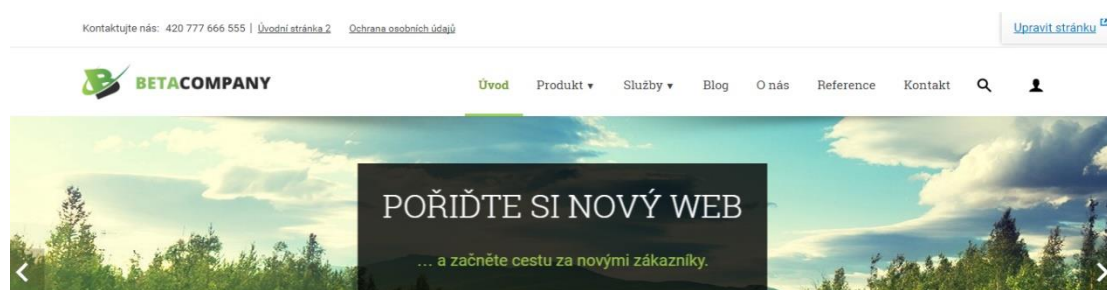 Kontaktujte nás: 420 777 666 555 | Úvodní stránka 2 Ochrana osobních údajů
Upravit stránku
BETACOMPANY
Úvod Produkt ▾ Služby ▾ Blog O nás Reference Kontakt
POŘIĎTE SI NOVÝ WEB
... a začněte cestu za novými zákazníky.